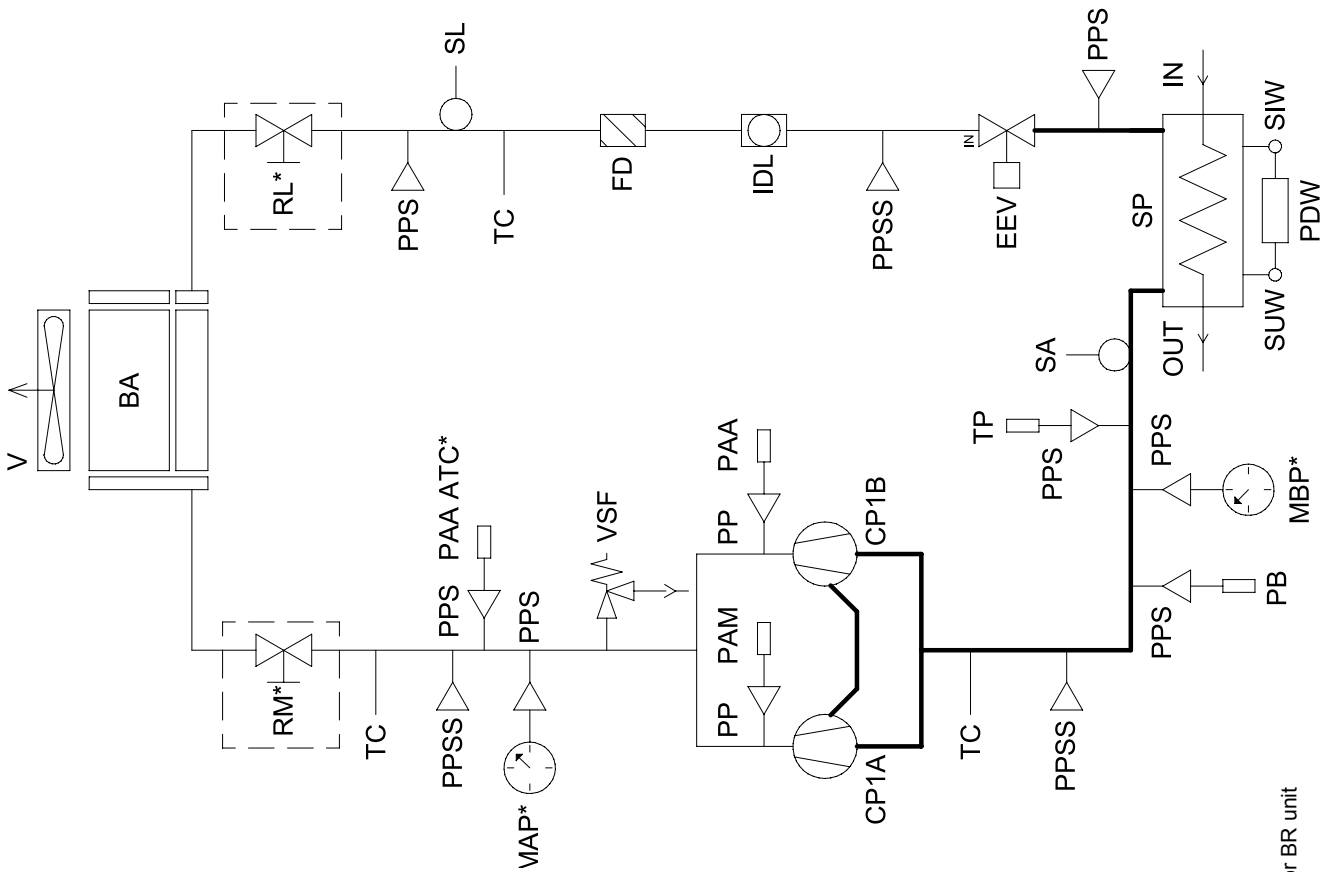 V
BA
RL*
PPS
SL
TC
FD
IDL
PPSS
IN
EEV
PPS
SP
IN
OUT
SIW
PDW
SUW
SA
TP
PPS
PPS
MBP*
PB
PPS
PPSS
TC
CP1A
CP1B
PP
PAM
PP
PAA
VSF
PPS
MAP*
PAA ATC*
PPS
PPSS
TC
RM*
BR unit